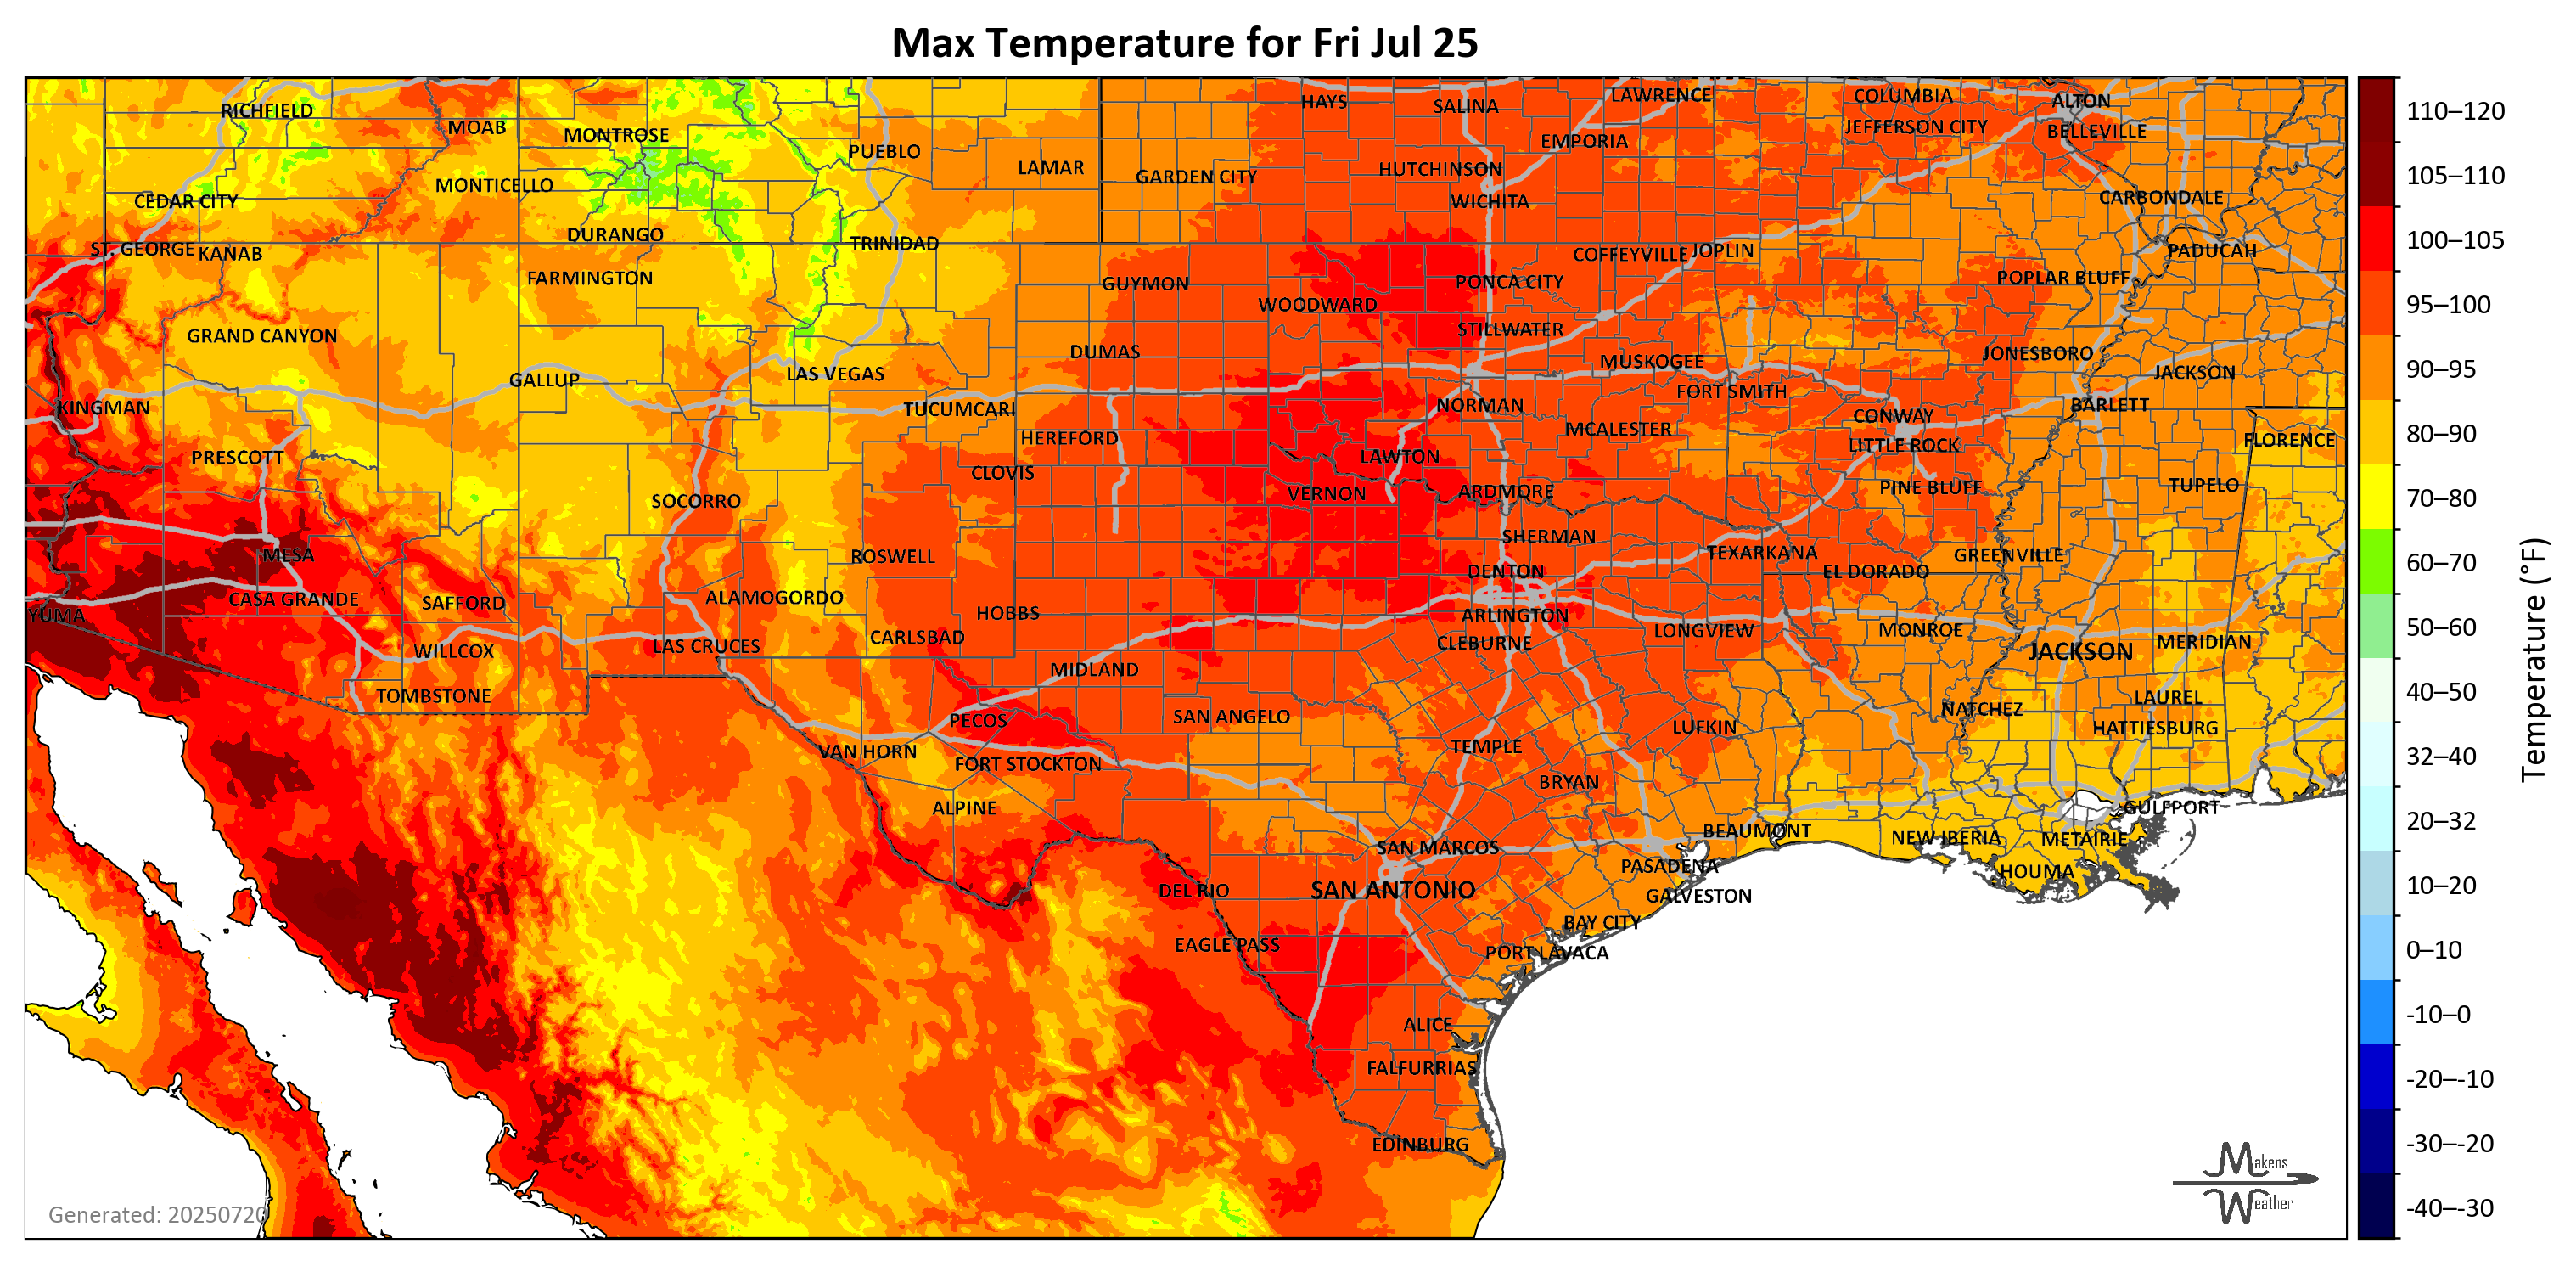 Max Temperature for Fri Jul 25
RICHFIELD
MOAB
MONTROSE
PUEBLO
LAMAR
GARDEN CITY
HAYS
SALINA
LAWRENCE
EMPORIA
HUTCHINSON
WICHITA
COLUMBIA
JEFFERSON CITY
ALTON
BELLEVILLE
CARBONDALE
CEDAR CITY
MONTICELLO
DURANGO
TRINIDAD
ST. GEORGE
KANAB
FARMINGTON
GUYMON
WOODWARD
PONCA CITY
COFFEYVILLE
JOPLIN
POPLAR BLUFF
PADUCAH
GRAND CANYON
DUMAS
STILLWATER
MUSKOGEE
JONESBORO
JACKSON
GALLUP
LAS VEGAS
FORT SMITH
KINGMAN
TUCUMCARI
NORMAN
CONWAY
BARLETT
HEREFORD
MCALESTER
LITTLE ROCK
FLORENCE
PRESCOTT
CLOVIS
LAWTON
SOCORRO
VERNON
ARDMORE
PINE BLUFF
TUPELO
MESA
ROSWELL
SHERMAN
TEXARKANA
GREENVILLE
DENTON
EL DORADO
YUMA
CASA GRANDE
SAFFORD
ALAMOGORDO
HOBBS
ARLINGTON
CLEBURNE
LONGVIEW
MONROE
JACKSON
MERIDIAN
WILLCOX
LAS CRUCES
CARLSBAD
MIDLAND
TOMBSTONE
PECOS
SAN ANGELO
LUFKIN
NATCHEZ
LAUREL
HATTIESBURG
VAN HORN
FORT STOCKTON
TEMPLE
BRYAN
ALPINE
BEAUMONT
GULFPORT
NEW IBERIA
METAIRIE
SAN MARCOS
PASADENA
HOUMA
DEL RIO
SAN ANTONIO
GALVESTON
BAY CITY
EAGLE PASS
PORT LAVACA
ALICE
FALFURRIAS
EDINBURG
Generated: 20250720
Makens
Weather
110–120
105–110
100–105
95–100
90–95
80–90
70–80
60–70
50–60
40–50
32–40
20–32
10–20
0–10
-10–0
-20–-10
-30–-20
-40–-30
Temperature (°F)